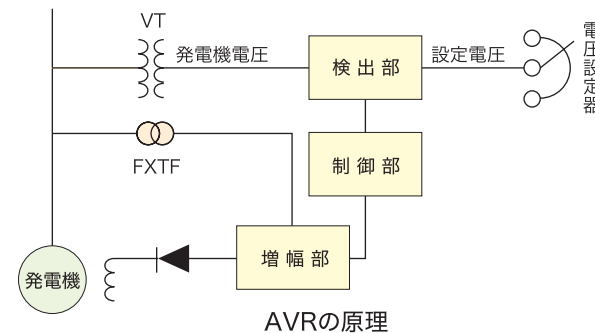 VT
発電機電圧
検出部
設定電圧
電圧設定器
FXTF
制御部
増幅部
発電機
AVRの原理